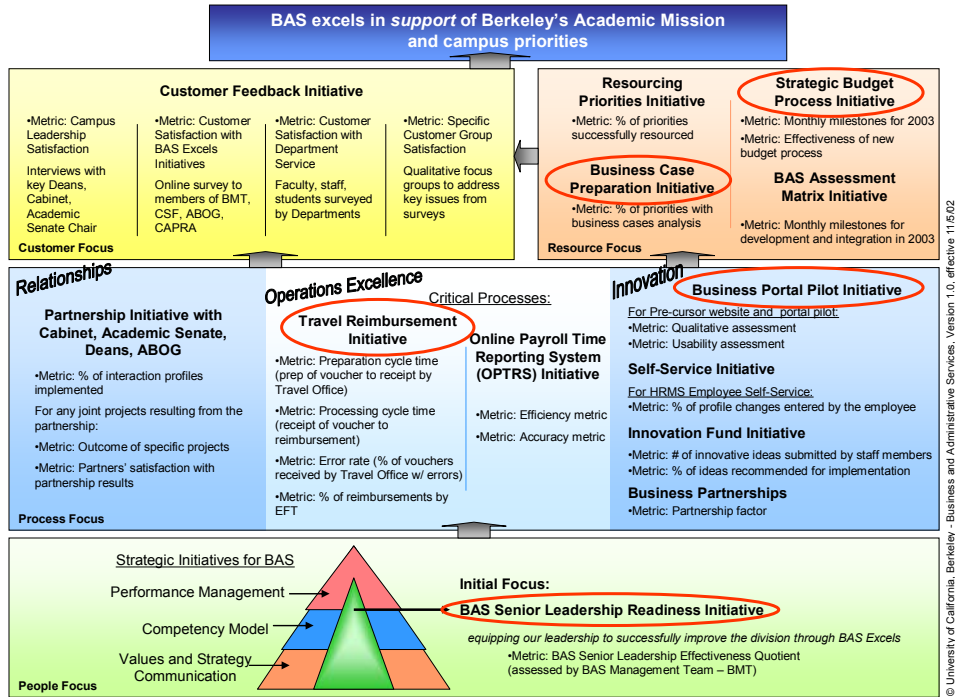 BAS excels in support of Berkeley's Academic Mission
and campus priorities
Customer Feedback Initiative
•Metric: Campus
Leadership
Satisfaction
Interviews with
key Deans,
Cabinet,
Academic
Senate Chair
•Metric: Customer
Satisfaction with
BAS Excels
Initiatives
Online survey to
members of BMT,
CSF, ABOG,
CAPRA
•Metric: Customer
Satisfaction with
Department
Service
Faculty, staff,
students surveyed
by Departments
•Metric: Specific
Customer Group
Satisfaction
Qualitative focus
groups to address
key issues from
surveys
Customer Focus
Resourcing
Priorities Initiative
•Metric: % of priorities
successfully resourced
Business Case
Preparation Initiative
•Metric: % of priorities with
business cases analysis
Strategic Budget
Process Initiative
•Metric: Monthly milestones for 2003
•Metric: Effectiveness of new
budget process
BAS Assessment
Matrix Initiative
•Metric: Monthly milestones for
development and integration in 2003
Resource Focus
Relationships
Partnership Initiative with
Cabinet, Academic Senate,
Deans, ABOG
•Metric: % of interaction profiles
implemented
For any joint projects resulting from the
partnership:
•Metric: Outcome of specific projects
•Metric: Partners' satisfaction with
partnership results
Process Focus
Operations Excellence
Critical Processes:
Travel Reimbursement
Initiative
•Metric: Preparation cycle time
(prep of voucher to receipt by
Travel Office)
•Metric: Processing cycle time
(receipt of voucher to
reimbursement)
•Metric: Error rate (% of vouchers
received by Travel Office w/ errors)
•Metric: % of reimbursements by
EFT
Online Payroll Time
Reporting System
(OPTRS) Initiative
•Metric: Efficiency metric
•Metric: Accuracy metric
Innovation
Business Portal Pilot Initiative
For Pre-cursor website and portal pilot:
•Metric: Qualitative assessment
•Metric: Usability assessment
Self-Service Initiative
For HRMS Employee Self-Service:
•Metric: % of profile changes entered by the employee
Innovation Fund Initiative
•Metric: # of innovative ideas submitted by staff members
•Metric: % of ideas recommended for implementation
Business Partnerships
•Metric: Partnership factor
Strategic Initiatives for BAS
Performance Management
Competency Model
Values and Strategy
Communication
People Focus
Initial Focus:
BAS Senior Leadership Readiness Initiative
equipping our leadership to successfully improve the division through BAS Excels
•Metric: BAS Senior Leadership Effectiveness Quotient
(assessed by BAS Management Team – BMT)
© University of California, Berkeley - Business and Administrative Services, Version 1.0, effective 11/5/02